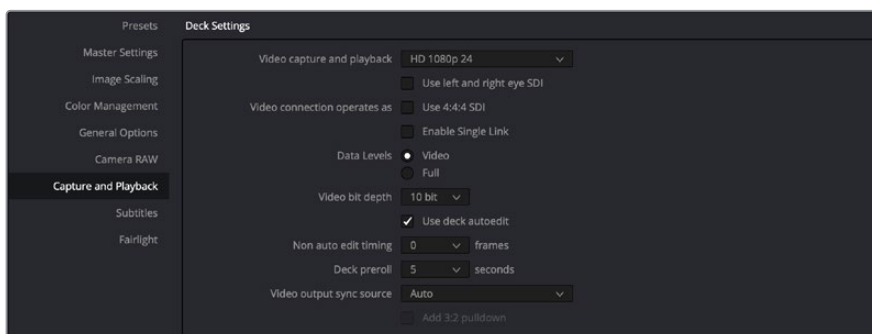 Presets
Master Settings
Image Scaling
Color Management
General Options
Camera RAW
Capture and Playback
Subtitles
Fairlight
Deck Settings
Video capture and playback HD 1080p 24
Use left and right eye SDI
Video connection operates as Use 4:4:4 SDI
Enable Single Link
Data Levels Video
Full
Video bit depth 10 bit
Use deck autoedit
Non auto edit timing 0 frames
Deck preroll 5 seconds
Video output sync source Auto
Add 3:2 pulldown